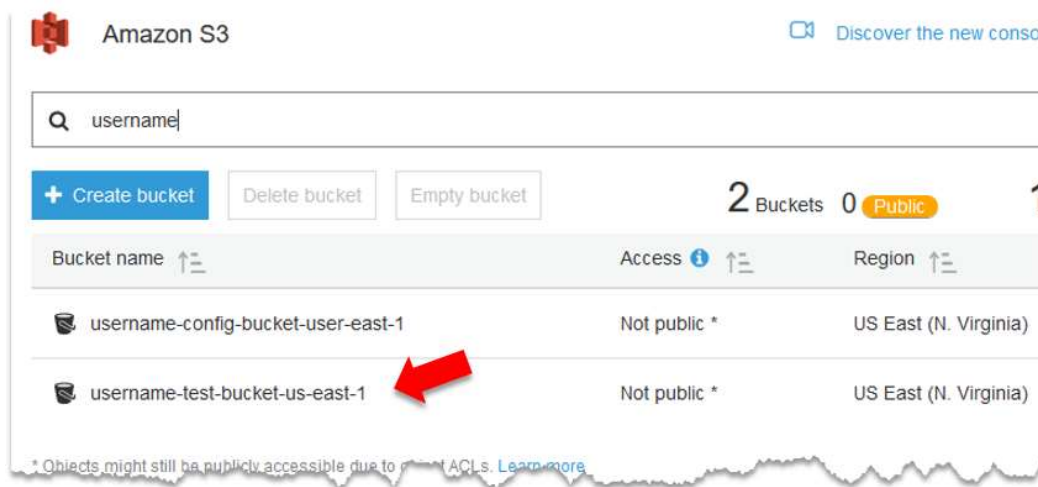 Amazon S3
Discover the new conso
username
Create bucket Delete bucket Empty bucket 2 Buckets 0 Public
Bucket name Access Region
username-config-bucket-user-east-1 Not public * US East (N. Virginia)
username-test-bucket-us-east-1 Not public * US East (N. Virginia)
* Objects might still be publicly accessible due to object ACLs. Learn more